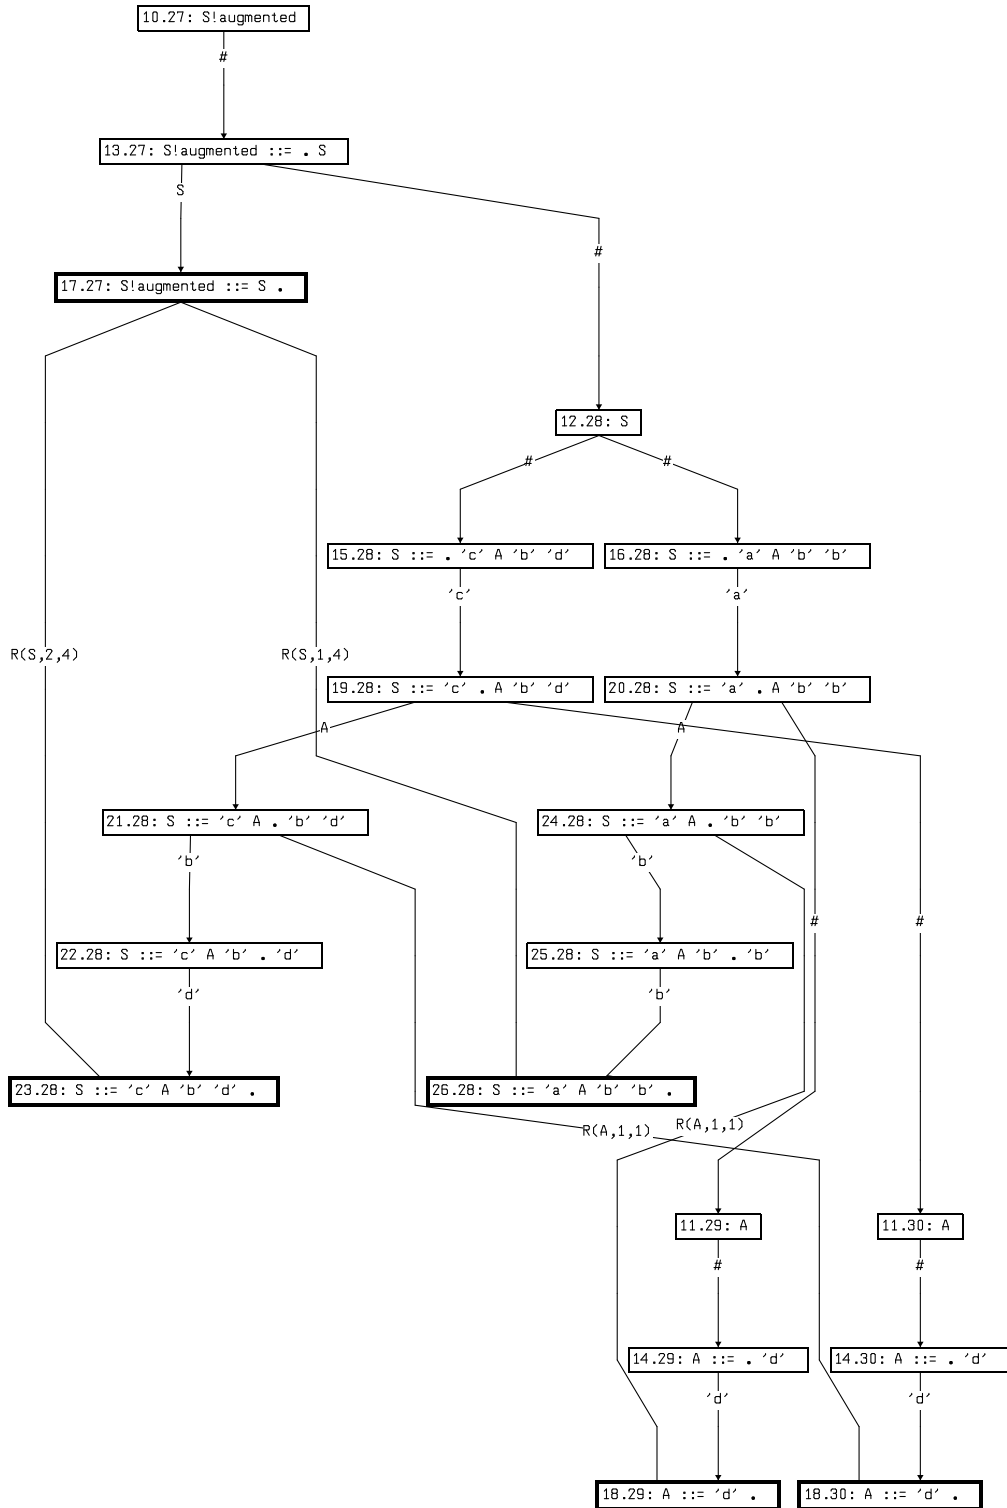 10.27: S!augmented
#
13.27: S!augmented ::= . S
S
#
17.27: S!augmented ::= S .
12.28: S
# #
15.28: S ::= . 'c' A 'b' 'd' 16.28: S ::= . 'a' A 'b' 'b'
'c' 'a'
R(S,2,4) R(S,1,4)
19.28: S ::= 'c' . A 'b' 'd' 20.28: S ::= 'a' . A 'b' 'b'
A A
21.28: S ::= 'c' A . 'b' 'd' 24.28: S ::= 'a' A . 'b' 'b'
'b' 'b'
# #
22.28: S ::= 'c' A 'b' . 'd' 25.28: S ::= 'a' A 'b' . 'b'
'd' 'b'
23.28: S ::= 'c' A 'b' 'd' . 26.28: S ::= 'a' A 'b' 'b' .
R(A,1,1) R(A,1,1)
11.29: A 11.30: A
# #
14.29: A ::= . 'd' 14.30: A ::= . 'd'
'd' 'd'
18.29: A ::= 'd' . 18.30: A ::= 'd' .